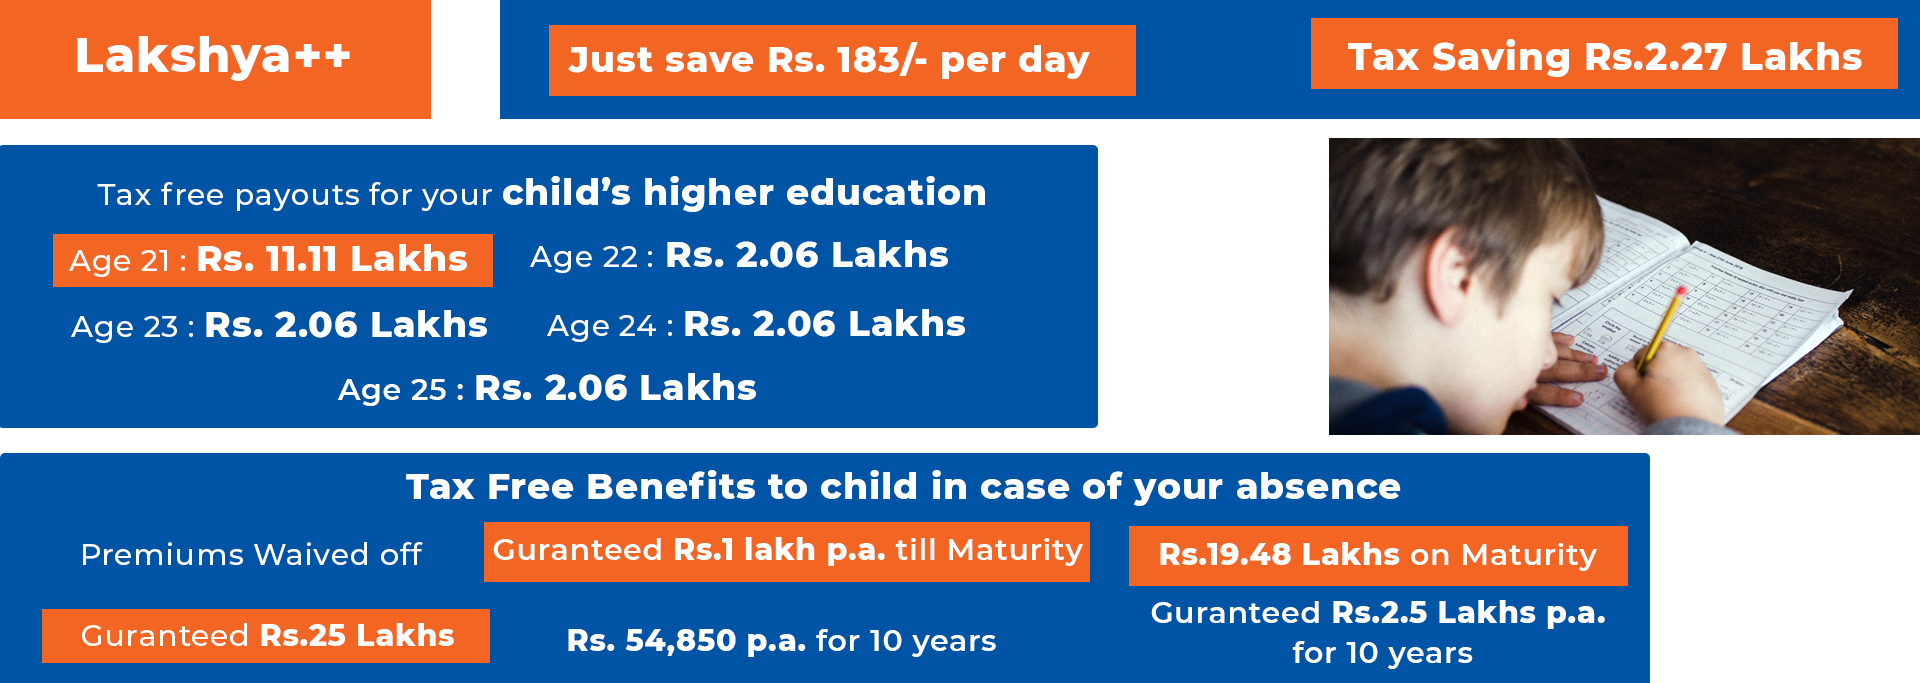 Lakshya++
Just save Rs. 183/- per day
Tax Saving Rs.2.27 Lakhs
Tax free payouts for your child’s higher education
Age 21 : Rs. 11.11 Lakhs
Age 22 : Rs. 2.06 Lakhs
Age 23 : Rs. 2.06 Lakhs
Age 24 : Rs. 2.06 Lakhs
Age 25 : Rs. 2.06 Lakhs
Tax Free Benefits to child in case of your absence
Premiums Waived off
Guranteed Rs.1 lakh p.a. till Maturity
Rs.19.48 Lakhs on Maturity
Guranteed Rs.25 Lakhs
Rs. 54,850 p.a. for 10 years
Guranteed Rs.2.5 Lakhs p.a.
for 10 years